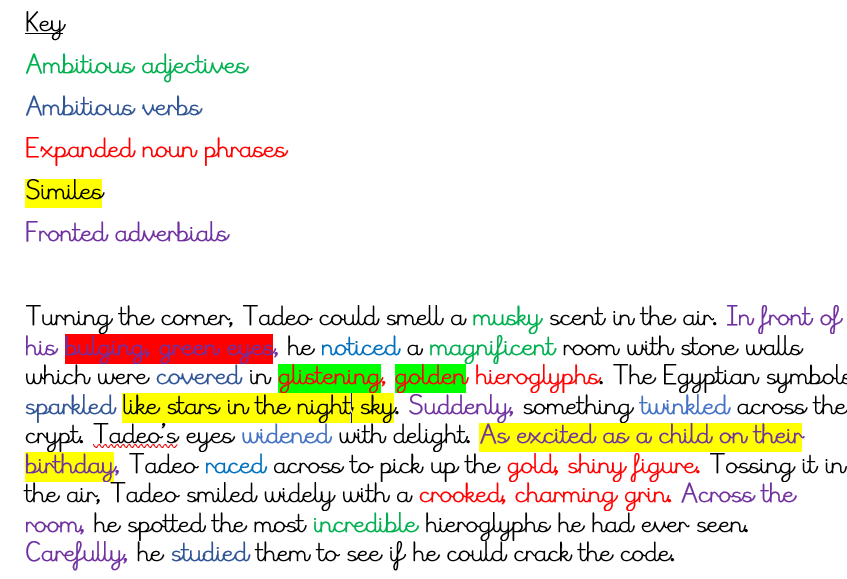 Key
Ambitious adjectives
Ambitious verbs
Expanded noun phrases
Similes
Fronted adverbials
Turning the corner, Tadeo could smell a musky scent in the air. In front of
his bulging, green eyes, he noticed a magnificent room with stone walls
which were covered in glistening, golden hieroglyphs. The Egyptian symbols
sparkled like stars in the night sky. Suddenly, something twinkled across the
crypt. Tadeo's eyes widened with delight. As excited as a child on their
birthday, Tadeo raced across to pick up the gold, shiny figure. Tossing it in
the air, Tadeo smiled widely with a crooked, charming grin. Across the
room, he spotted the most incredible hieroglyphs he had ever seen.
Carefully, he studied them to see if he could crack the code.